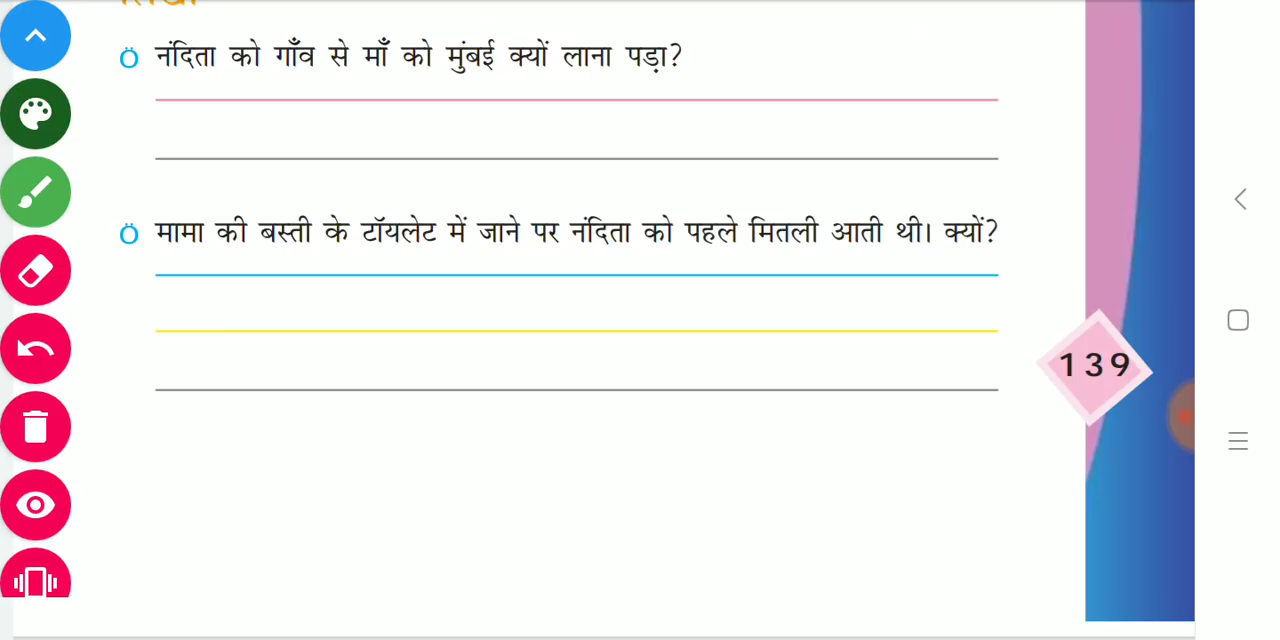 लिखो
Ö नंदिता को गाँव से माँ को मुंबई क्यों लाना पड़ा?
Ö मामा की बस्ती के टॉयलेट में जाने पर नंदिता को पहले मितली आती थी। क्यों?
139